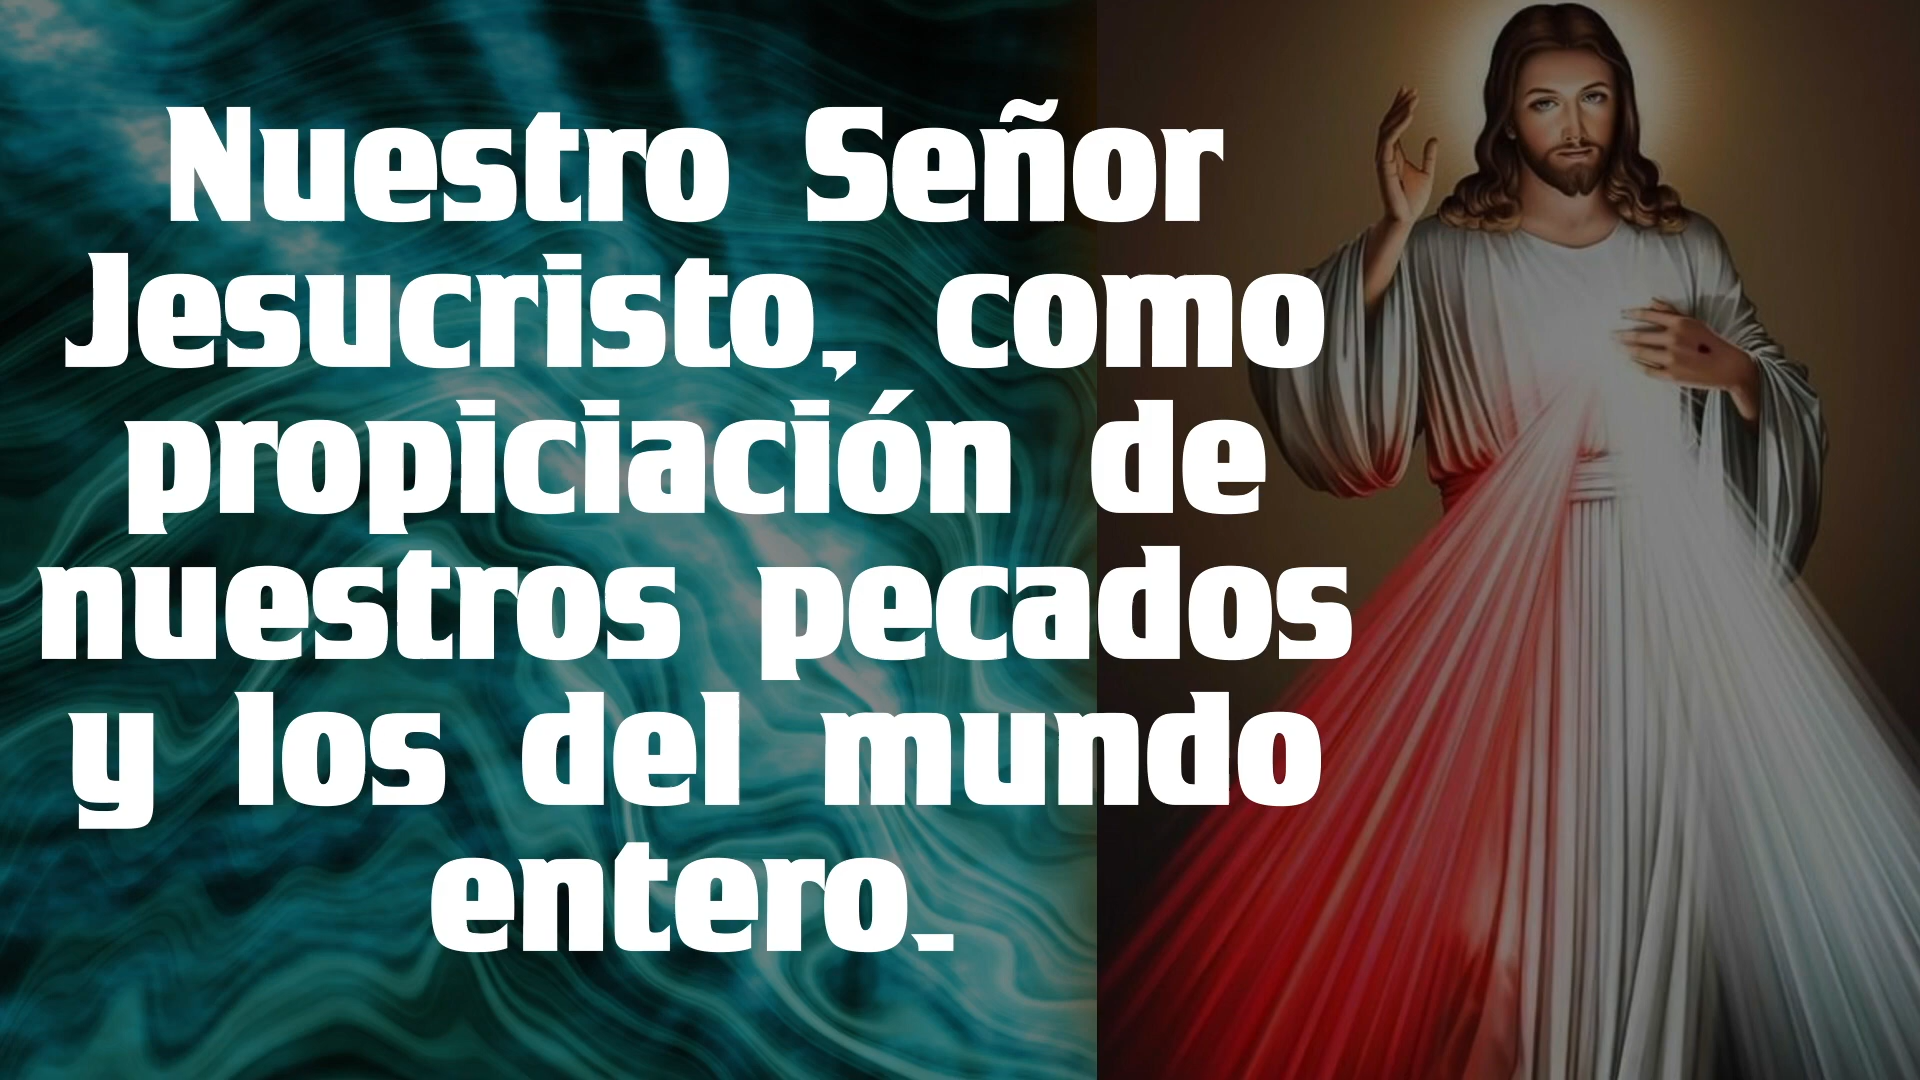 Nuestro Señor
Jesucristo, como
propiciación de
nuestros pecados
y los del mundo
entero.